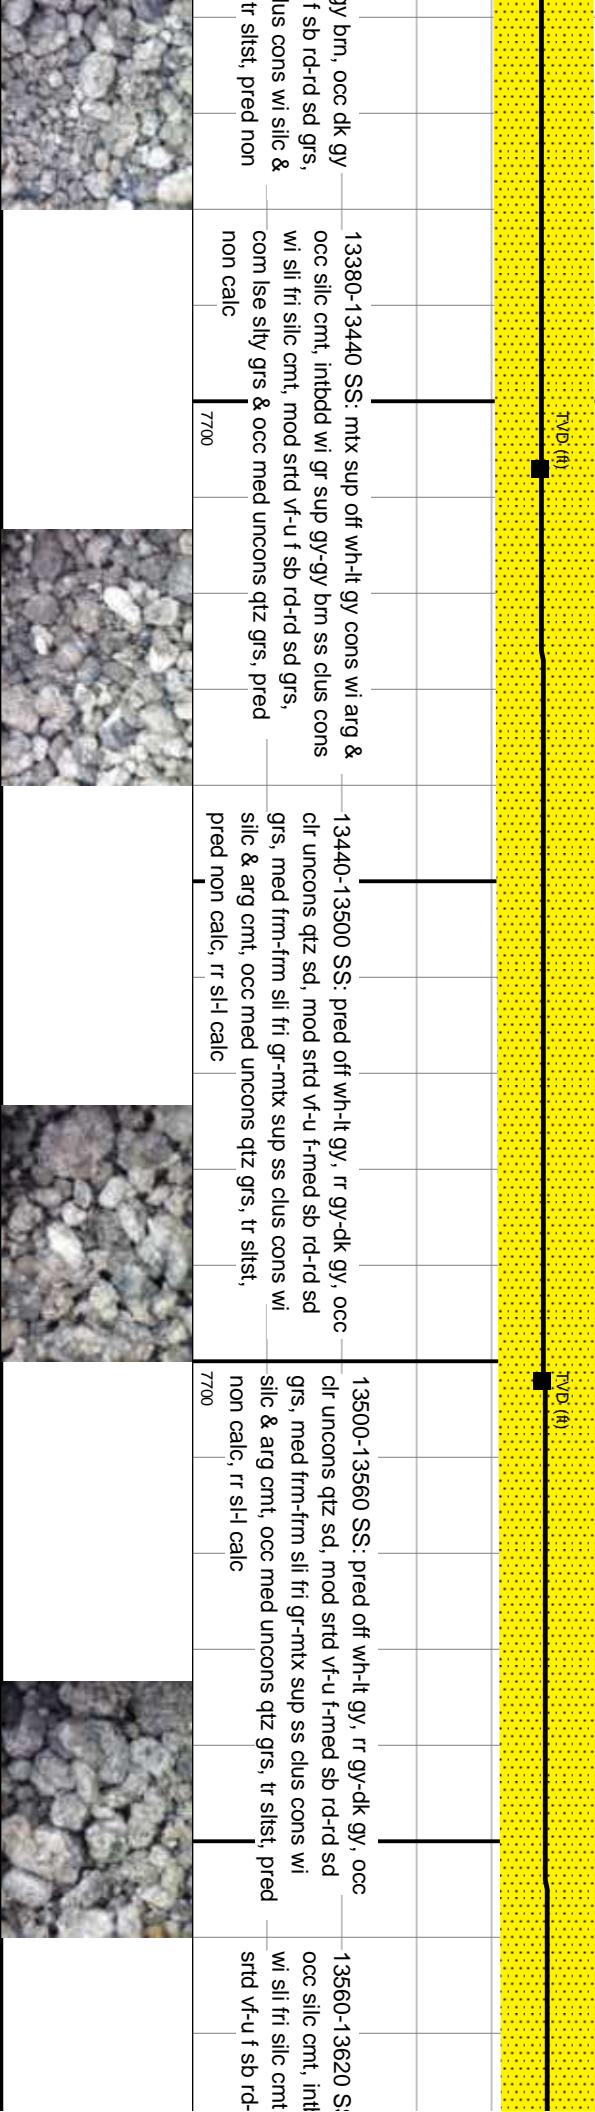 gy brn, occ dk gy
f sb rd-rd sd grs,
lus cons wi silc &
tr sltst, pred non
13380-13440 SS: mtx sup off wh-lt gy cons wi arg &
occ silc cmt, intbdd wi gr sup gy-gy brn ss clus cons
wi sli fri silc cmt, mod srtd vf-u f sb rd-rd sd grs,
com lse slty grs & occ med uncons qtz grs, pred
non calc
7700
TVD (ft)
13440-13500 SS: pred off wh-lt gy, rr gy-dk gy, occ
clr uncons qtz sd, mod srtd vf-u f-med sb rd-rd sd
grs, med frm-frm sli fri gr-mtx sup ss clus cons wi
silc & arg cmt, occ med uncons qtz grs, tr sltst,
pred non calc, rr sl-l calc
7700
TVD (ft)
13500-13560 SS: pred off wh-lt gy, rr gy-dk gy, occ
clr uncons qtz sd, mod srtd vf-u f-med sb rd-rd sd
grs, med frm-frm sli fri gr-mtx sup ss clus cons wi
silc & arg cmt, occ med uncons qtz grs, tr sltst, pred
non calc, rr sl-l calc
13560-13620 S
occ silc cmt, int
wi sli fri silc cmt
srtd vf-u f sb rd-